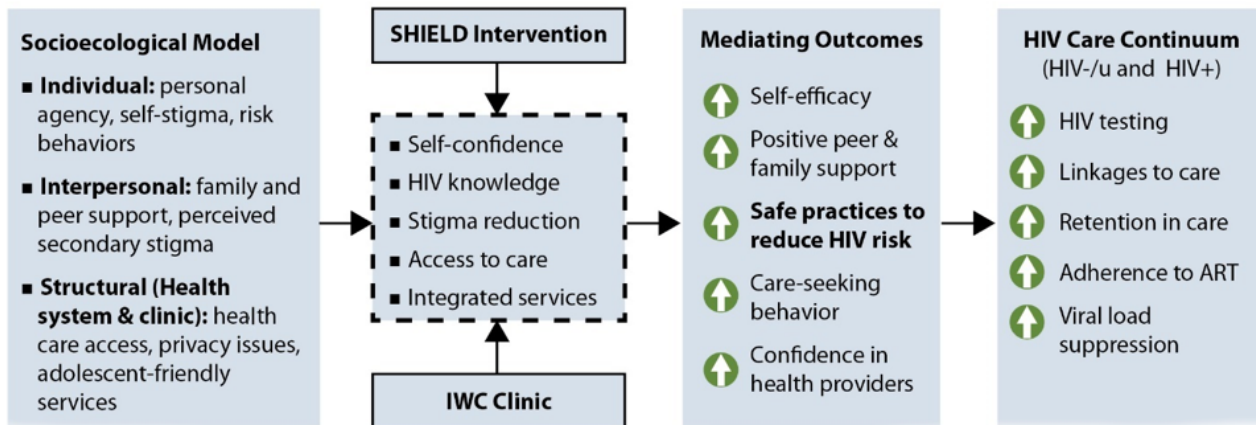 Socioecological Model
▪ Individual: personal
agency, self-stigma, risk
behaviors
▪ Interpersonal: family and
peer support, perceived
secondary stigma
▪ Structural (Health
system & clinic): health
care access, privacy issues,
adolescent-friendly
services
SHIELD Intervention
▪ Self-confidence
▪ HIV knowledge
▪ Stigma reduction
▪ Access to care
▪ Integrated services
IWC Clinic
Mediating Outcomes
Self-efficacy
Positive peer &
family support
Safe practices to
reduce HIV risk
Care-seeking
behavior
Confidence in
health providers
HIV Care Continuum
(HIV-/u and HIV+)
HIV testing
Linkages to care
Retention in care
Adherence to ART
Viral load
suppression